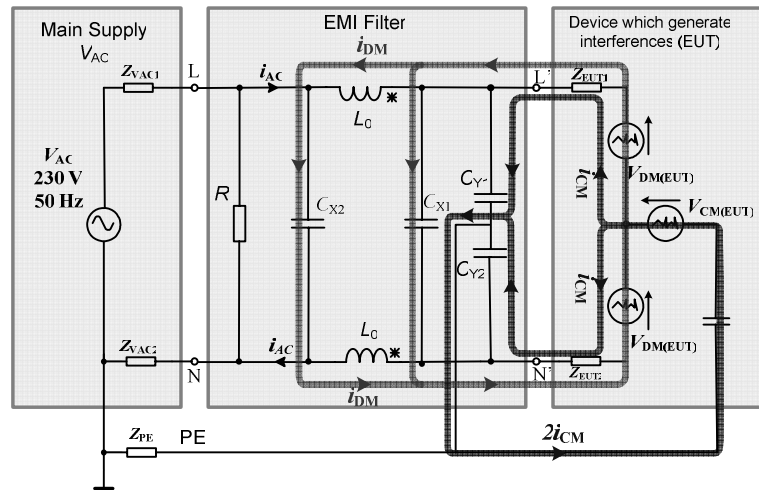 Main Supply
VAC
EMI Filter
Device which generate
interferences (EUT)
iDM
ZVAC1
L
iAC
L'
ZEUT1
L0
VAC
230 V
50 Hz
R
CX2
CX1
CY1
CY2
iCM
iCM
VDM(EUT)
VCM(EUT)
VDM(EUT)
L0
ZVAC2
N
iAC
N'
ZEUT2
iDM
ZPE
PE
2iCM